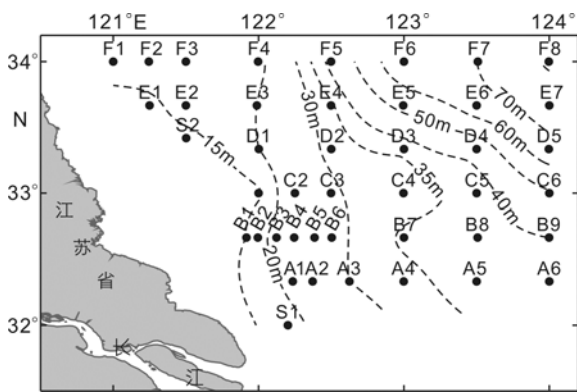 121°E 122° 123° 124°
34°
N
33°
32°
F1 F2 F3 F4 F5 F6 F7 F8
E1 E2 E3 E4 E5 E6 E7
S2 D1 D2 D3 D4 D5
C2 C3 C4 C5 C6
B1 B2 B3 B4 B5 B6 B7 B8 B9
A1 A2 A3 A4 A5 A6
S1
15m
20m
30m
35m
40m
50m
60m
70m
江
苏
省
长
江